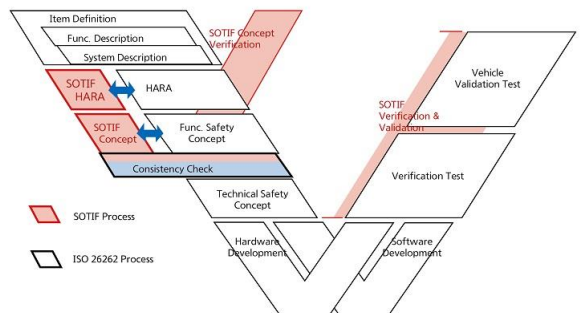 Item Definition
Func. Description
System Description
SOTIF Concept
Verification
SOTIF
HARA
HARA
SOTIF
Concept
Func. Safety
Concept
Consistency Check
Technical Safety
Concept
Hardware
Development
Software
Development
Vehicle
Validation Test
SOTIF
Verification &
Validation
Verification Test
SOTIF Process
ISO 26262 Process